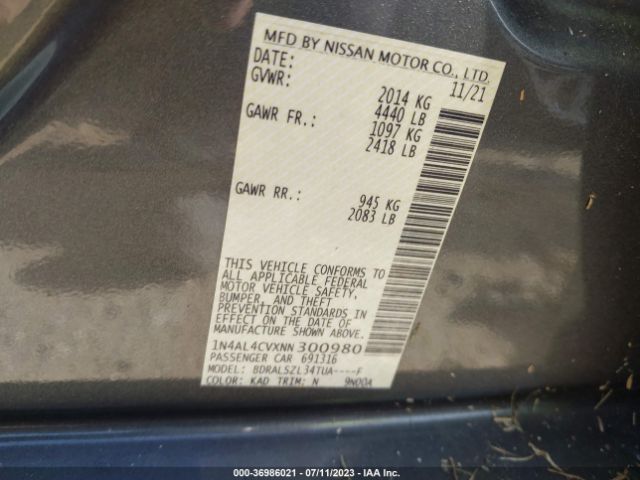 MFD BY NISSAN MOTOR CO., LTD.
DATE: 11/21
GVWR: 2014 KG
4440 LB
GAWR FR.: 1097 KG
2418 LB
GAWR RR.: 945 KG
2083 LB
THIS VEHICLE CONFORMS TO
ALL APPLICABLE FEDERAL
MOTOR VEHICLE SAFETY,
BUMPER, AND THEFT
PREVENTION STANDARDS IN
EFFECT ON THE DATE OF
MANUFACTURE SHOWN ABOVE.
1N4AL4CVXNN300980
PASSENGER CAR 691316
MODEL: BDRALSZL34TUA----F
COLOR: KAD TRIM: N 9N00A
000-36986021 - 07/11/2023 - IAA Inc.